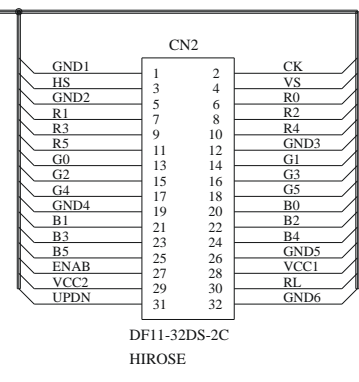 CN2
GND1 1 2 CK
HS 3 4 VS
GND2 5 6 R0
R1 7 8 R2
R3 9 10 R4
R5 11 12 GND3
G0 13 14 G1
G2 15 16 G3
G4 17 18 G5
GND4 19 20 B0
B1 21 22 B2
B3 23 24 B4
B5 25 26 GND5
ENAB 27 28 VCC1
VCC2 29 30 RL
UPDN 31 32 GND6
DF11-32DS-2C
HIROSE